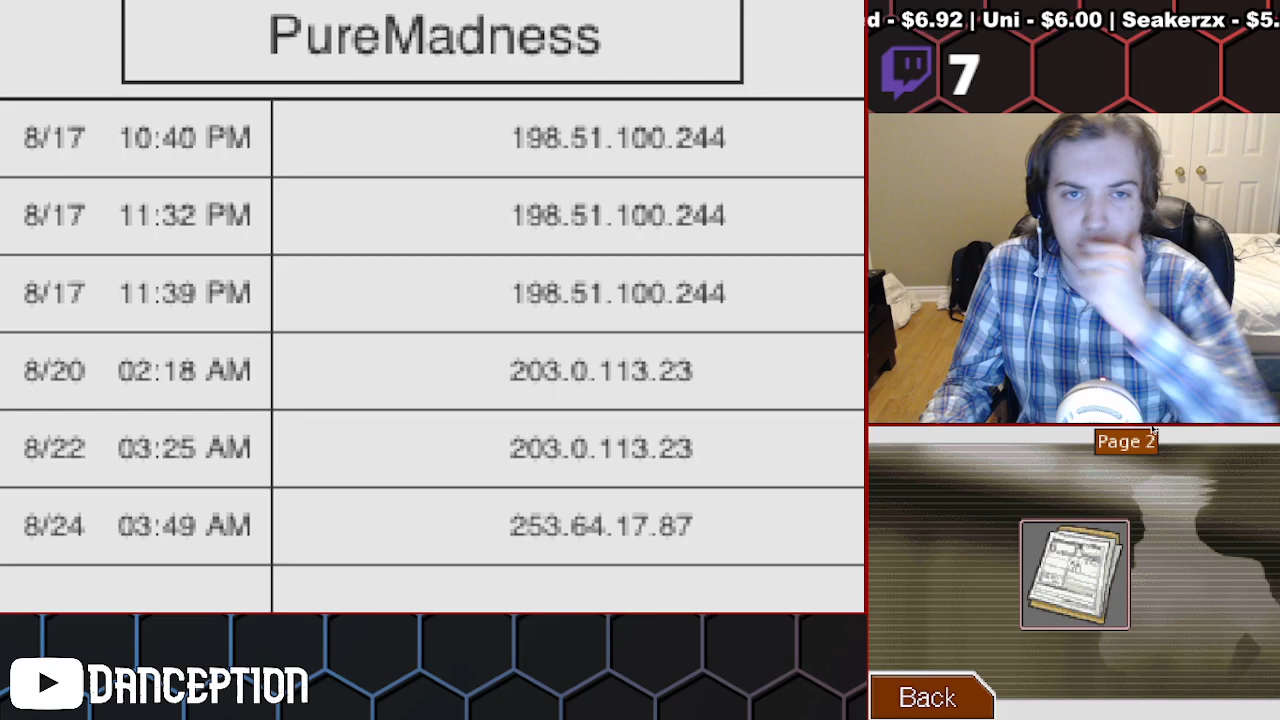 PureMadness
8/17 10:40 PM 198.51.100.244
8/17 11:32 PM 198.51.100.244
8/17 11:39 PM 198.51.100.244
8/20 02:18 AM 203.0.113.23
8/22 03:25 AM 203.0.113.23
8/24 03:49 AM 253.64.17.87
d - $6.92 | Uni - $6.00 | Seakerzx - $5.
7
Page 2
Back
DANCEPTION